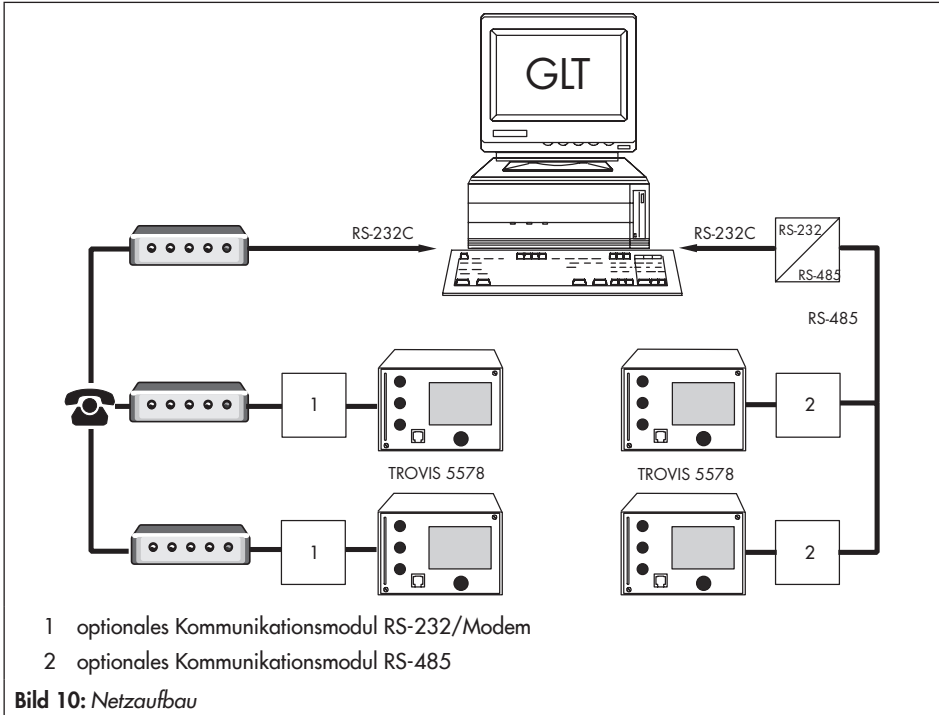 GLT
RS-232C
RS-232C
RS-232
RS-485
RS-485
1
2
TROVIS 5578
TROVIS 5578
1
2
1 optionales Kommunikationsmodul RS-232/Modem
2 optionales Kommunikationsmodul RS-485
Bild 10: Netzaufbau